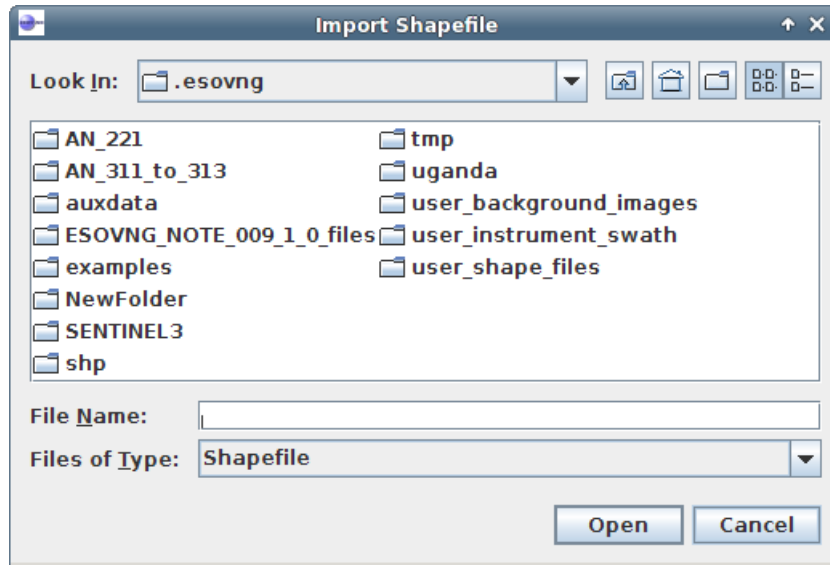 Import Shapefile
Look In: .esovng
AN_221
AN_311_to_313
auxdata
ESOVNG_NOTE_009_1_0_files
examples
NewFolder
SENTINEL3
shp
tmp
uganda
user_background_images
user_instrument_swath
user_shape_files
File Name:
Files of Type: Shapefile
Open Cancel